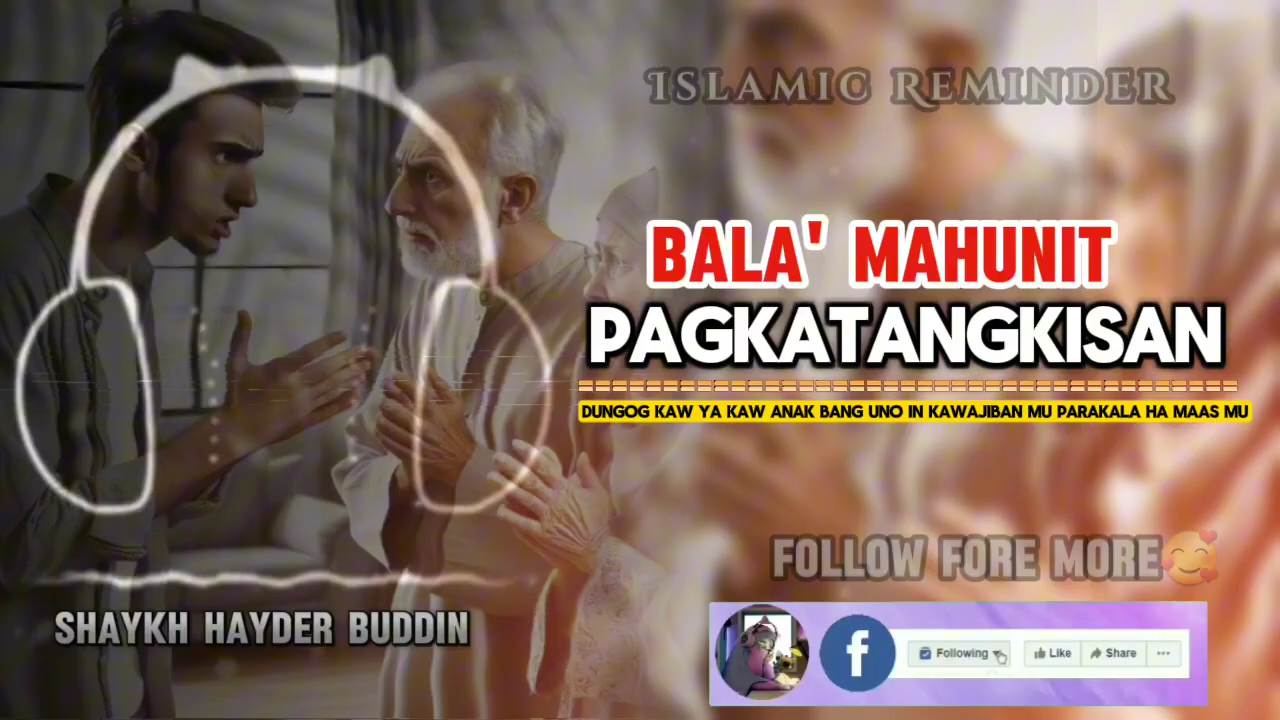 ISLAMIC REMINDER
BALA' MAHUNIT
PAGKATANGKISAN
DUNGOG KAW YA KAW ANAK BANG UNO IN KAWAJIBAN MU PARAKALA HA MAAS MU
FOLLOW FORE MORE🥰
SHAYKH HAYDER BUDDIN
f Following Like Share ...